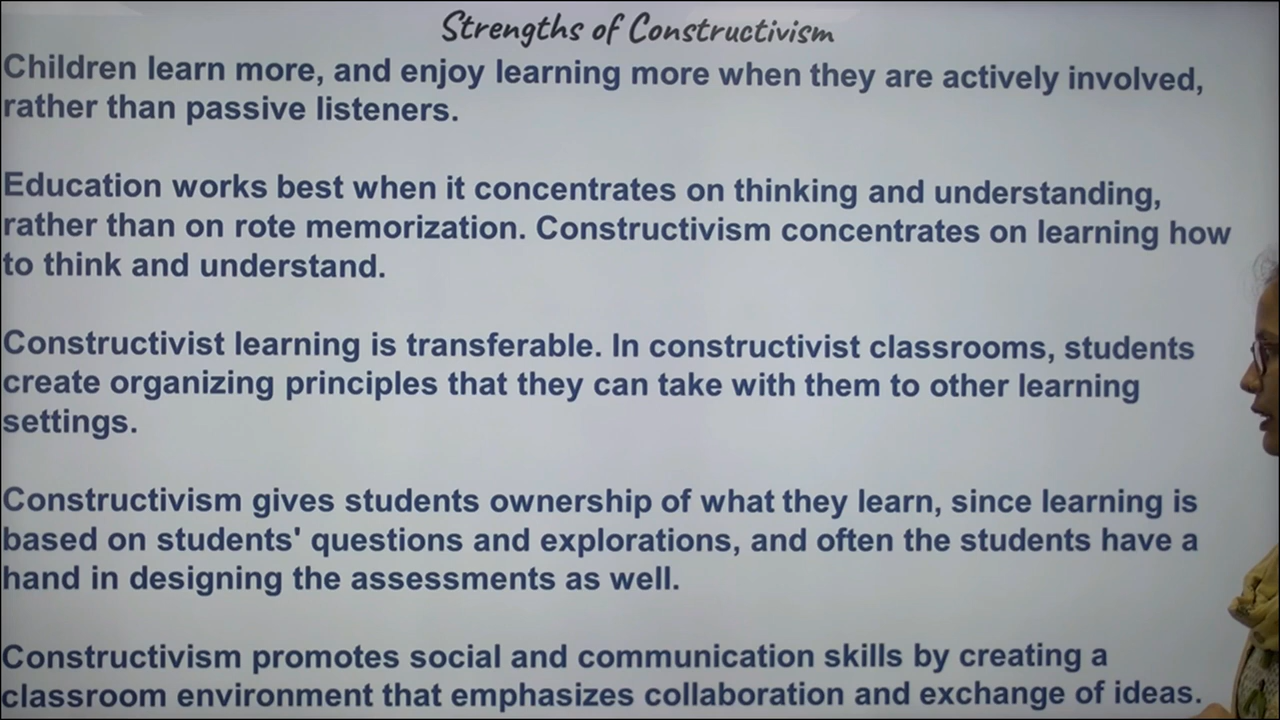 Strengths of Constructivism
Children learn more, and enjoy learning more when they are actively involved,
rather than passive listeners.
Education works best when it concentrates on thinking and understanding,
rather than on rote memorization. Constructivism concentrates on learning how
to think and understand.
Constructivist learning is transferable. In constructivist classrooms, students
create organizing principles that they can take with them to other learning
settings.
Constructivism gives students ownership of what they learn, since learning is
based on students' questions and explorations, and often the students have a
hand in designing the assessments as well.
Constructivism promotes social and communication skills by creating a
classroom environment that emphasizes collaboration and exchange of ideas.